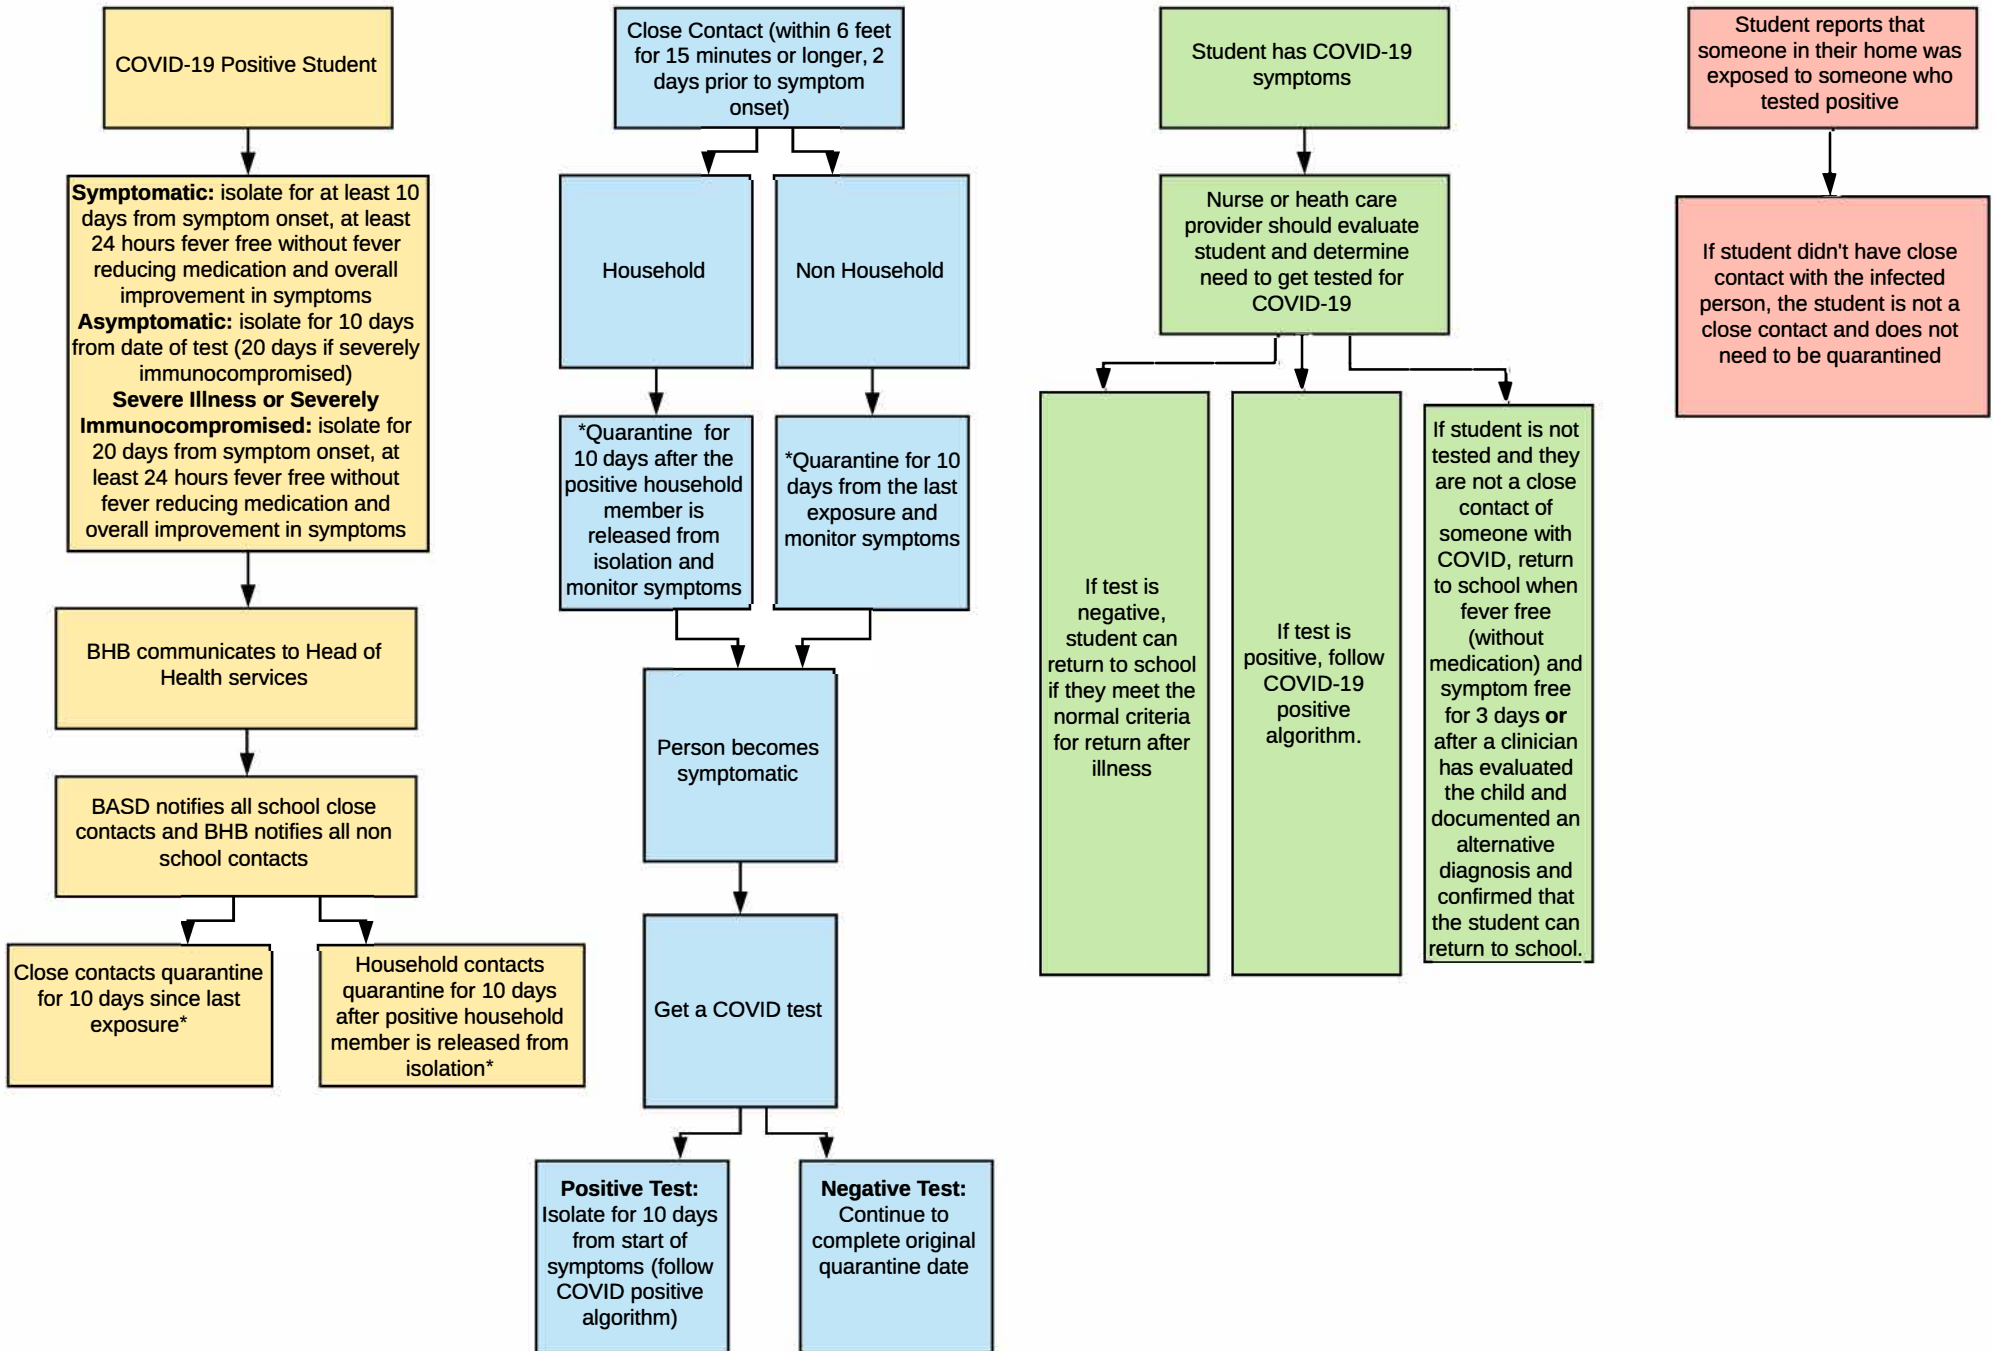 COVID-19 Positive Student
Symptomatic: isolate for at least 10
days from symptom onset, at least
24 hours fever free without fever
reducing medication and overall
improvement in symptoms
Asymptomatic: isolate for 10 days
from date of test (20 days if severely
immunocompromised)
Severe Illness or Severely
Immunocompromised: isolate for
20 days from symptom onset, at
least 24 hours fever free without
fever reducing medication and
overall improvement in symptoms
BHB communicates to Head of
Health services
BASD notifies all school close
contacts and BHB notifies all non
school contacts
Close contacts quarantine
for 10 days since last
exposure*
Household contacts
quarantine for 10 days
after positive household
member is released from
isolation*
Close Contact (within 6 feet
for 15 minutes or longer, 2
days prior to symptom
onset)
Household
Non Household
*Quarantine for
10 days after the
positive household
member is
released from
isolation and
monitor symptoms
*Quarantine for 10
days from the last
exposure and
monitor symptoms
Person becomes
symptomatic
Get a COVID test
Positive Test:
Isolate for 10 days
from start of
symptoms (follow
COVID positive
algorithm)
Negative Test:
Continue to
complete original
quarantine date
Student has COVID-19
symptoms
Nurse or heath care
provider should evaluate
student and determine
need to get tested for
COVID-19
If test is
negative,
student can
return to school
if they meet the
normal criteria
for return after
illness
If test is
positive, follow
COVID-19
positive
algorithm.
If student is not
tested and they
are not a close
contact of
someone with
COVID, return
to school when
fever free
(without
medication) and
symptom free
for 3 days or
after a clinician
has evaluated
the child and
documented an
alternative
diagnosis and
confirmed that
the student can
return to school.
Student reports that
someone in their home was
exposed to someone who
tested positive
If student didn't have close
contact with the infected
person, the student is not a
close contact and does not
need to be quarantined